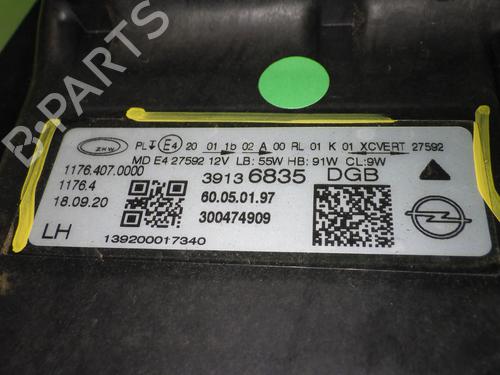 B-PARTS
ZKW
PL E4 20 01 1b 02 A 00 RL 01 K 01 XCVERT 27592
MD E4 27592 12V LB: 55W HB: 91W CL:9W
1176.407.0000
1176.4
18.09.20
3913 6835 DGB
60.05.01.97
300474909
LH
139200017340